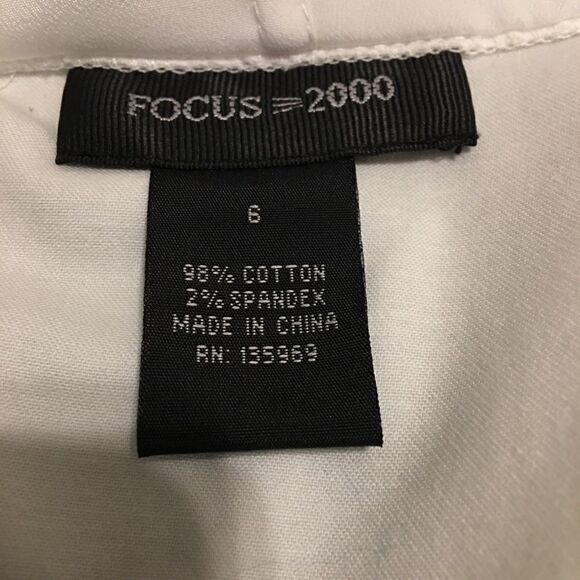 FOCUS 2000
6
98% COTTON
2% SPANDEX
MADE IN CHINA
RN: 135969